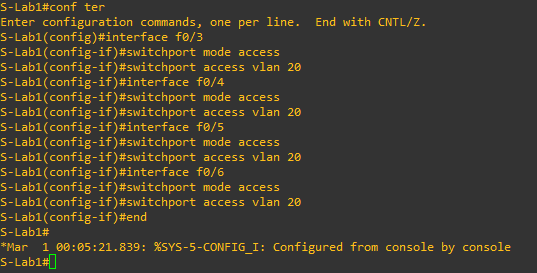 S-Lab1#conf ter
Enter configuration commands, one per line.  End with CNTL/Z.
S-Lab1(config)#interface f0/3
S-Lab1(config-if)#switchport mode access
S-Lab1(config-if)#switchport access vlan 20
S-Lab1(config-if)#interface f0/4
S-Lab1(config-if)#switchport mode access
S-Lab1(config-if)#switchport access vlan 20
S-Lab1(config-if)#interface f0/5
S-Lab1(config-if)#switchport mode access
S-Lab1(config-if)#switchport access vlan 20
S-Lab1(config-if)#interface f0/6
S-Lab1(config-if)#switchport mode access
S-Lab1(config-if)#switchport access vlan 20
S-Lab1(config-if)#end
S-Lab1#
*Mar  1 00:05:21.839: %SYS-5-CONFIG_I: Configured from console by console
S-Lab1#